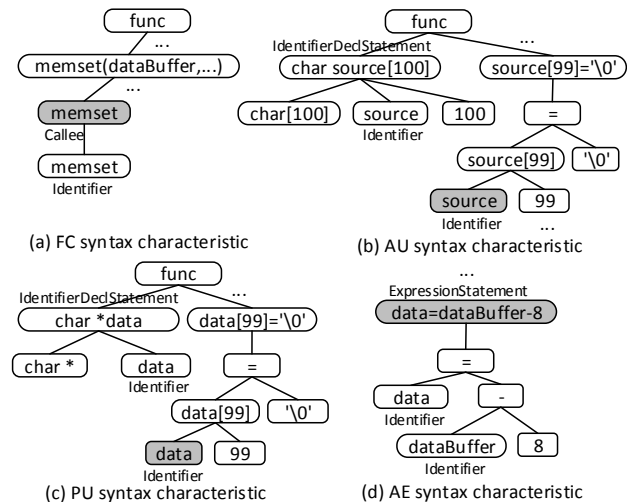 func
...
memset(dataBuffer,...)
...
memset
Callee
memset
Identifier
(a) FC syntax characteristic
func
...
IdentifierDeclStatement
char source[100]
source[99]='\0'
char[100]
source
100
=
Identifier
source[99]
'\0'
source
99
Identifier
...
(b) AU syntax characteristic
func
...
IdentifierDeclStatement
char *data
data[99]='\0'
char *
data
=
Identifier
data[99]
'\0'
data
99
Identifier
(c) PU syntax characteristic
...
ExpressionStatement
data=dataBuffer-8
=
data
-
Identifier
dataBuffer
8
Identifier
(d) AE syntax characteristic